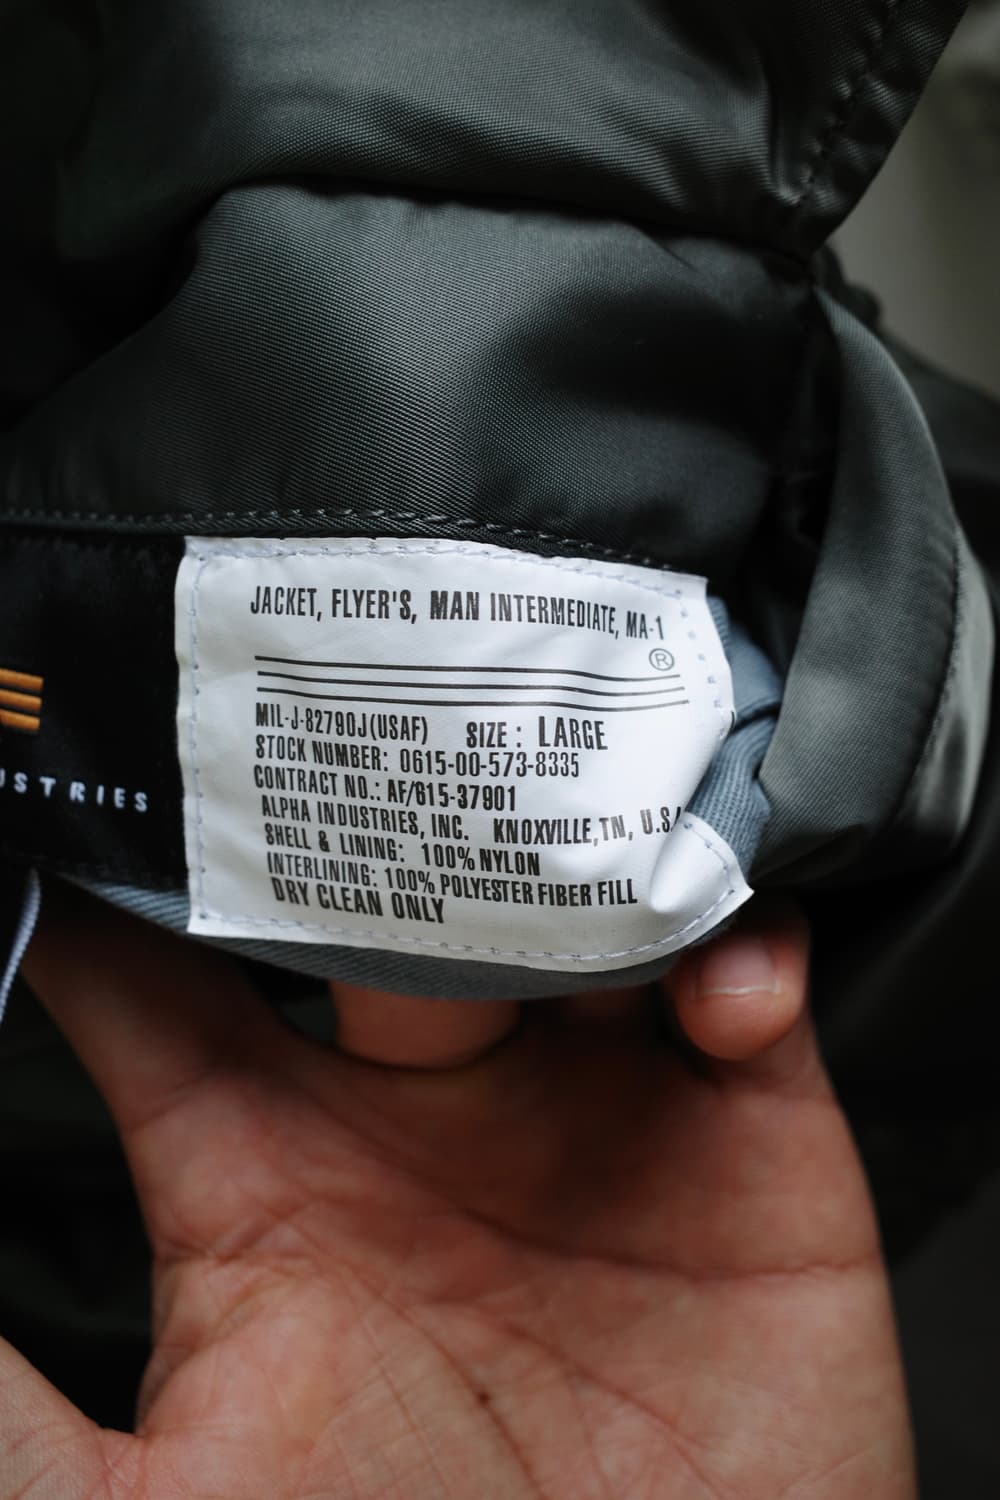 JACKET, FLYER'S, MAN INTERMEDIATE, MA-1
®
MIL-J-82790J(USAF) SIZE: LARGE
STOCK NUMBER: 0615-00-573-8335
CONTRACT NO.: AF/615-37901
ALPHA INDUSTRIES, INC. KNOXVILLE, TN, U.S.A
SHELL & LINING: 100% NYLON
INTERLINING: 100% POLYESTER FIBER FILL
DRY CLEAN ONLY
USTRIES